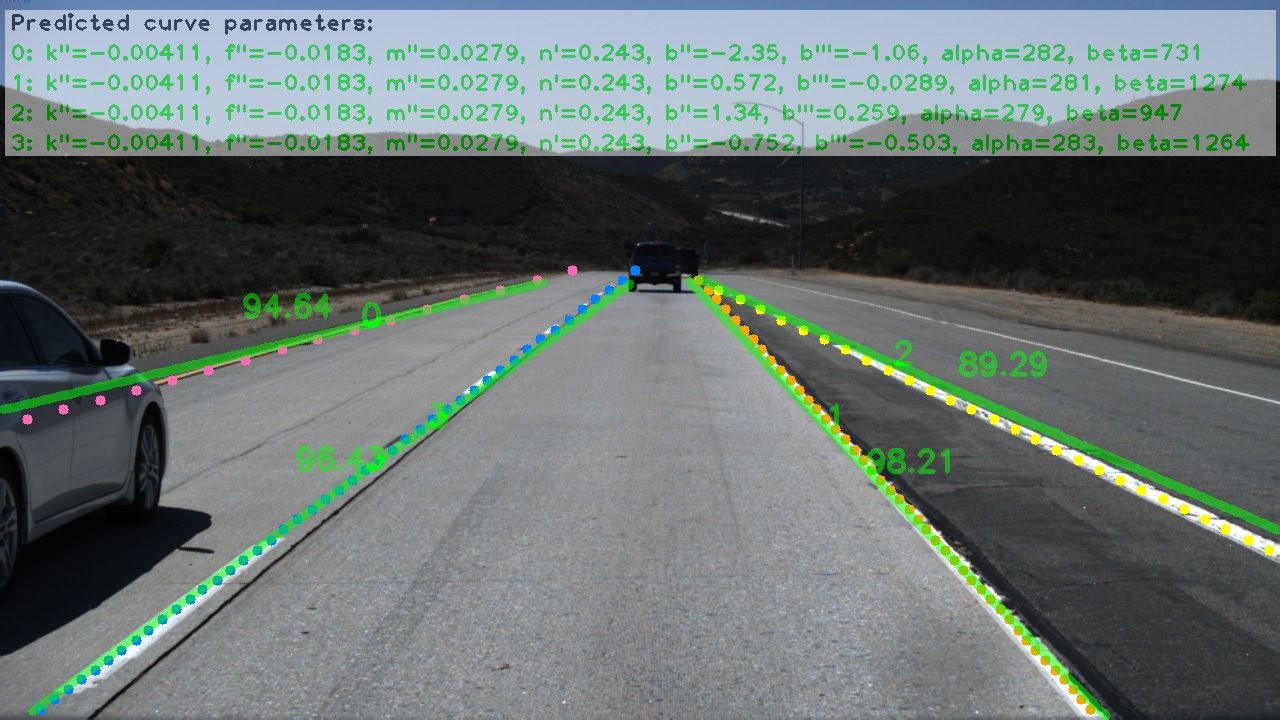 Predicted curve parameters:
0: k''=-0.00411, f''=-0.0183, m''=0.0279, n'=0.243, b''=-2.35, b'''=-1.06, alpha=282, beta=731
1: k''=-0.00411, f''=-0.0183, m''=0.0279, n'=0.243, b''=0.572, b'''=-0.0289, alpha=281, beta=1274
2: k''=-0.00411, f''=-0.0183, m''=0.0279, n'=0.243, b''=1.34, b'''=0.259, alpha=279, beta=947
3: k''=-0.00411, f''=-0.0183, m''=0.0279, n'=0.243, b''=-0.752, b'''=-0.503, alpha=283, beta=1264
94.64
0
2
89.29
1
96.43
98.21